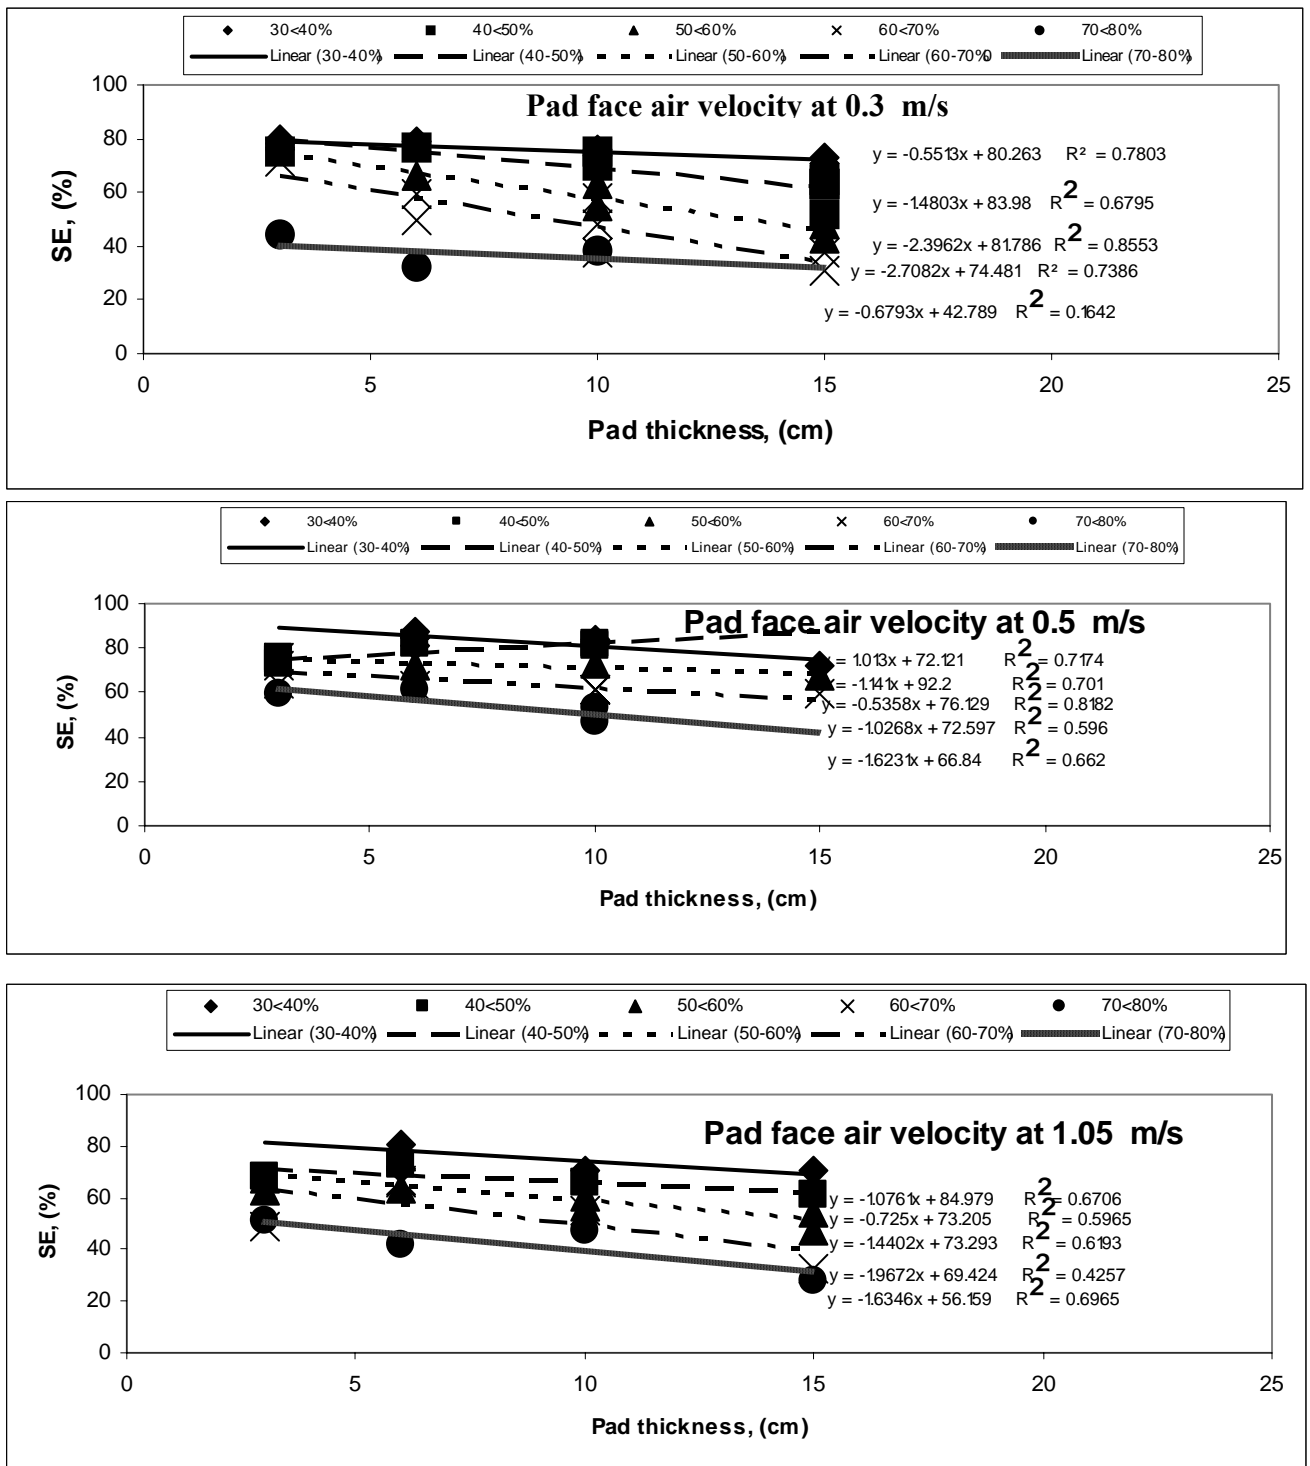 30<40% 40<50% 50<60% 60<70% 70<80%
Linear (30-40%) Linear (40-50%) Linear (50-60%) Linear (60-70%0 Linear (70-80%)
Pad face air velocity at 0.3 m/s
100
80
60
40
20
0
SE, (%)
y = -0.5513x + 80.263 R² = 0.7803
y = -1.4803x + 83.98 R² = 0.6795
y = -2.3962x + 81.786 R² = 0.8553
y = -2.7082x + 74.481 R² = 0.7386
y = -0.6793x + 42.789 R² = 0.1642
0 5 10 15 20 25
Pad thickness, (cm)
30<40% 40<50% 50<60% 60<70% 70<80%
Linear (30-40%) Linear (40-50%) Linear (50-60%) Linear (60-70%) Linear (70-80%)
Pad face air velocity at 0.5 m/s
100
80
60
40
20
0
SE, (%)
y = 1.013x + 72.121 R² = 0.7174
y = -1.141x + 92.2 R² = 0.701
y = -0.5358x + 76.129 R² = 0.8182
y = -1.0268x + 72.597 R² = 0.596
y = -1.6231x + 66.84 R² = 0.662
0 5 10 15 20 25
Pad thickness, (cm)
30<40% 40<50% 50<60% 60<70% 70<80%
Linear (30-40%) Linear (40-50%) Linear (50-60%) Linear (60-70%) Linear (70-80%)
Pad face air velocity at 1.05 m/s
100
80
60
40
20
0
SE, (%)
y = -1.0761x + 84.979 R² = 0.6706
y = -0.725x + 73.205 R² = 0.5965
y = -1.4402x + 73.293 R² = 0.6193
y = -1.9672x + 69.424 R² = 0.4257
y = -1.6346x + 56.159 R² = 0.6965
0 5 10 15 20 25
Pad thickness, (cm)